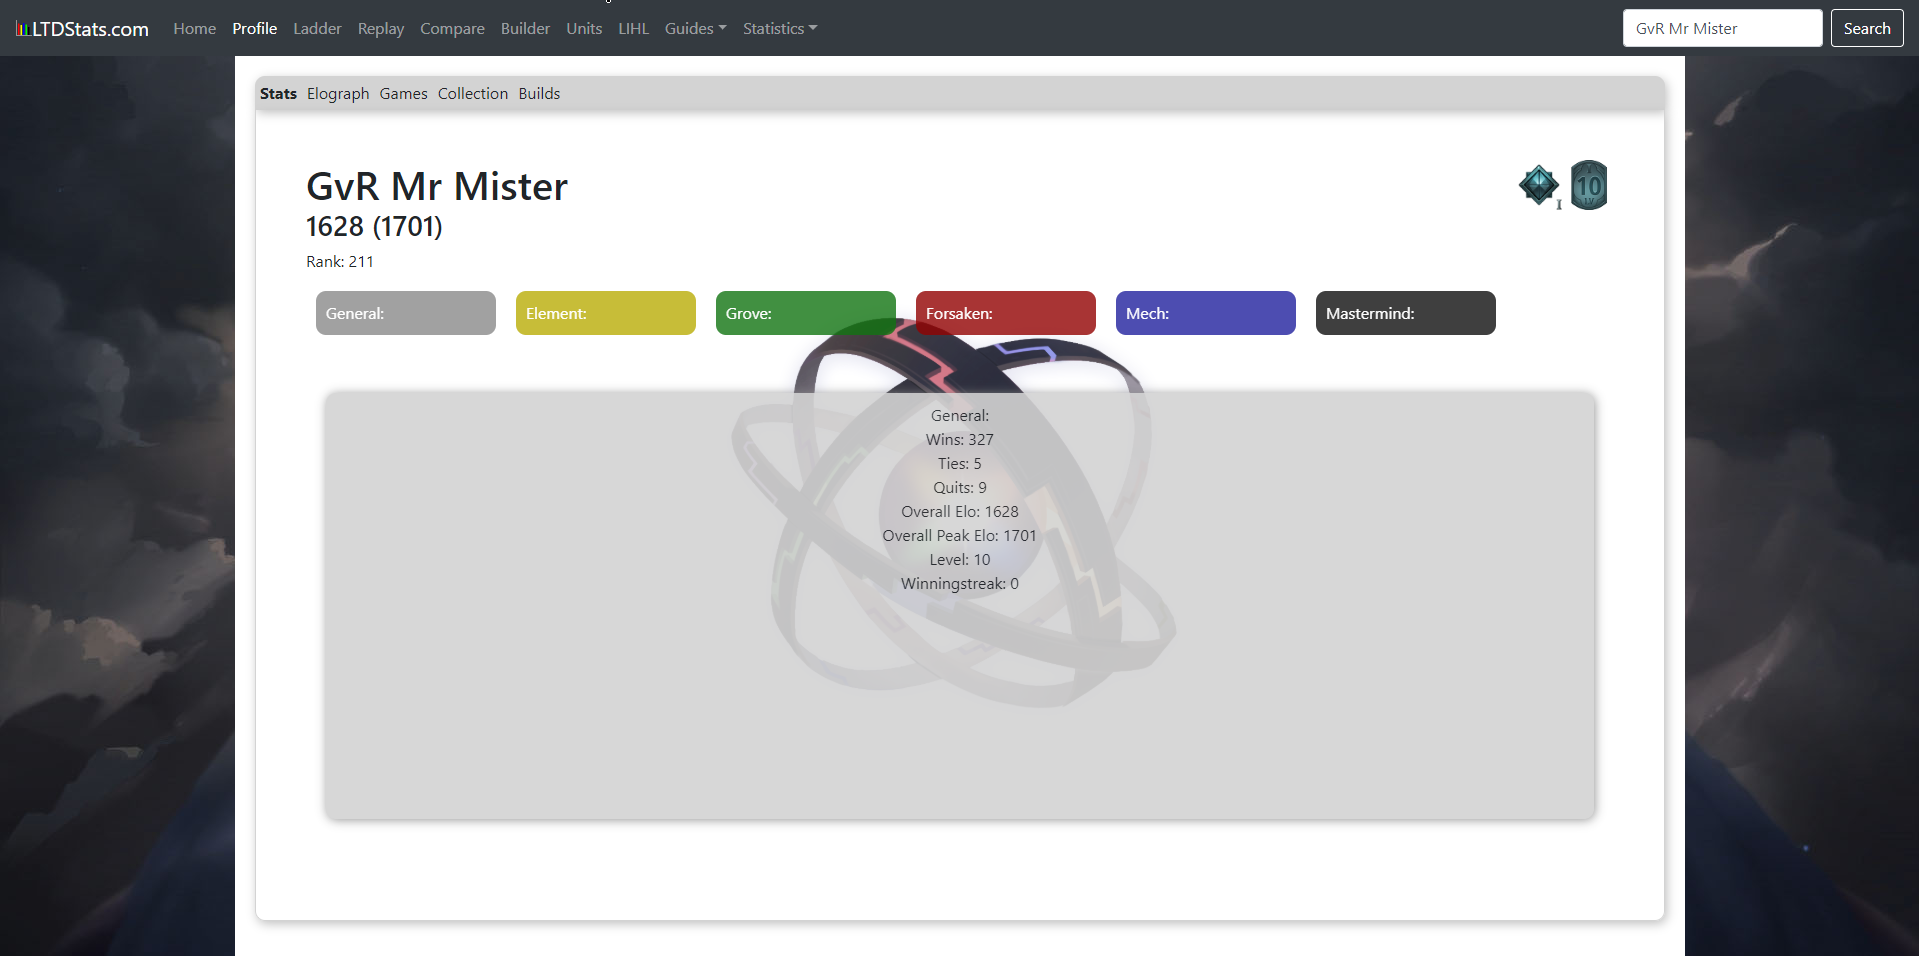 LTDStats.com Home Profile Ladder Replay Compare Builder Units LIHL Guides Statistics GvR Mr Mister Search
Stats Elograph Games Collection Builds
GvR Mr Mister
10
LV
I
1628 (1701)
Rank: 211
General: Element: Grove: Forsaken: Mech: Mastermind:
General:
Wins: 327
Ties: 5
Quits: 9
Overall Elo: 1628
Overall Peak Elo: 1701
Level: 10
Winningstreak: 0